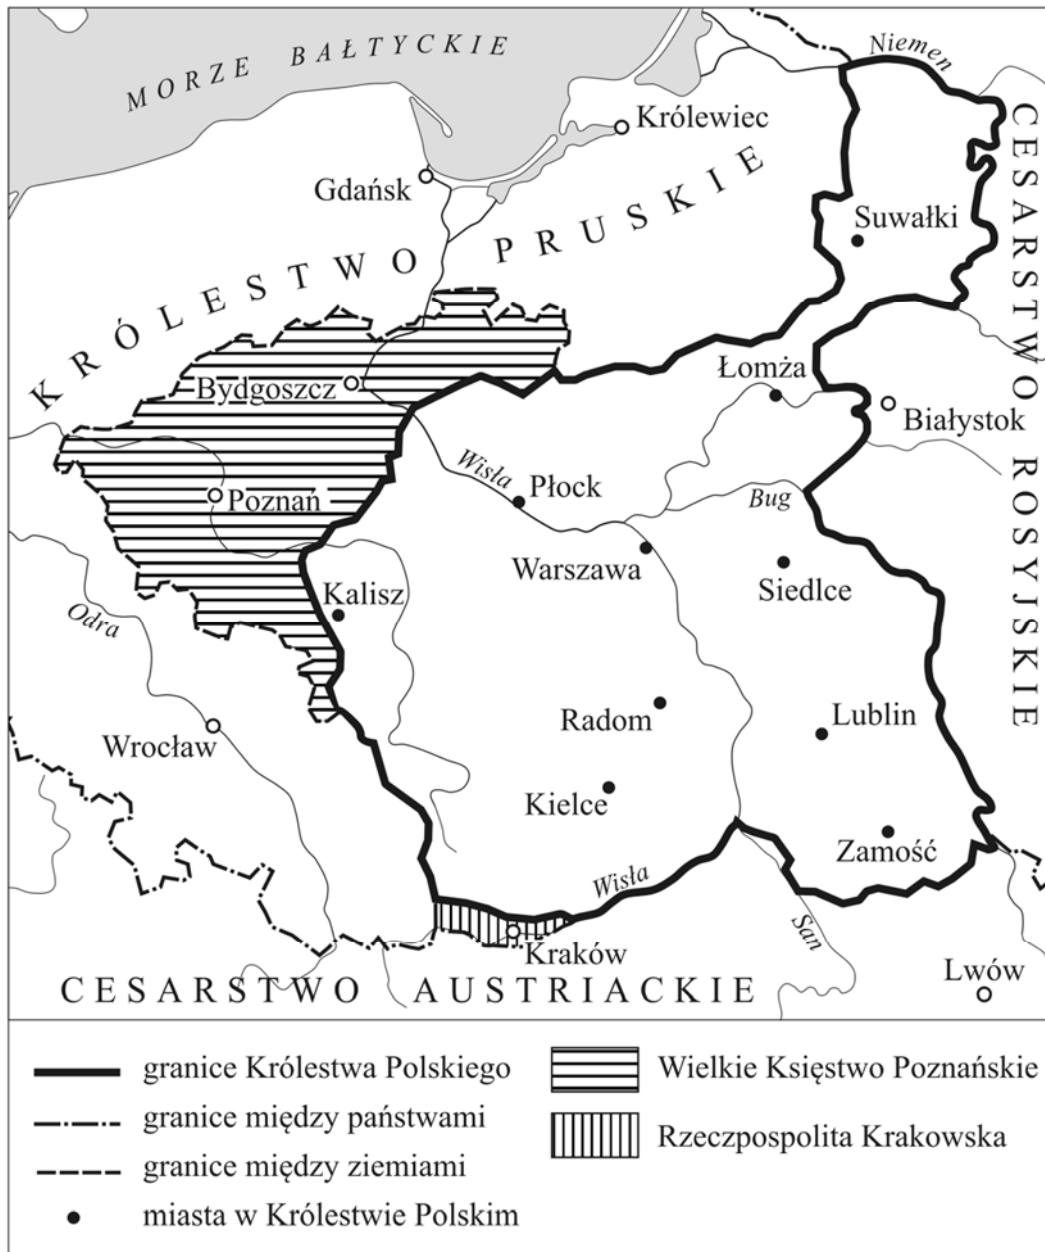 MORZE BAŁTYCKIE
Niemen
Królewiec
Gdańsk
CESARSTWO ROSYJSKIE
KRÓLESTWO PRUSKIE
Suwałki
Łomża
Bydgoszcz
Białystok
Wisła
Płock
Bug
Poznań
Warszawa
Siedlce
Kalisz
Odra
Radom
Lublin
Wrocław
Kielce
Zamość
Wisła
San
Kraków
Lwów
CESARSTWO AUSTRIACKIE
granice Królestwa Polskiego
granice między państwami
granice między ziemiami
miasta w Królestwie Polskim
Wielkie Księstwo Poznańskie
Rzeczpospolita Krakowska